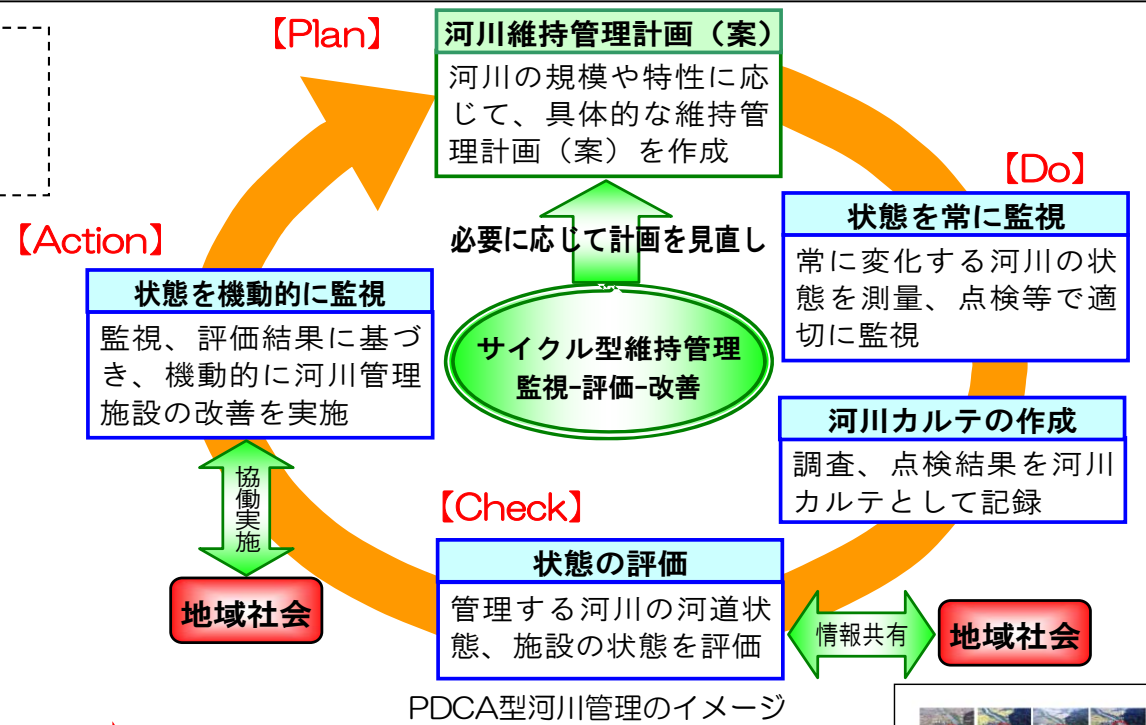 【Plan】
河川維持管理計画（案）
河川の規模や特性に応
じて、具体的な維持管
理計画（案）を作成
【Do】
状態を常に監視
常に変化する河川の状
態を測量、点検等で適
切に監視
河川カルテの作成
調査、点検結果を河川
カルテとして記録
【Check】
状態の評価
管理する河川の河道状
態、施設の状態を評価
情報共有
地域社会
【Action】
状態を機動的に監視
監視、評価結果に基づ
き、機動的に河川管理
施設の改善を実施
協働実施
地域社会
必要に応じて計画を見直し
サイクル型維持管理
監視-評価-改善
PDCA型河川管理のイメージ